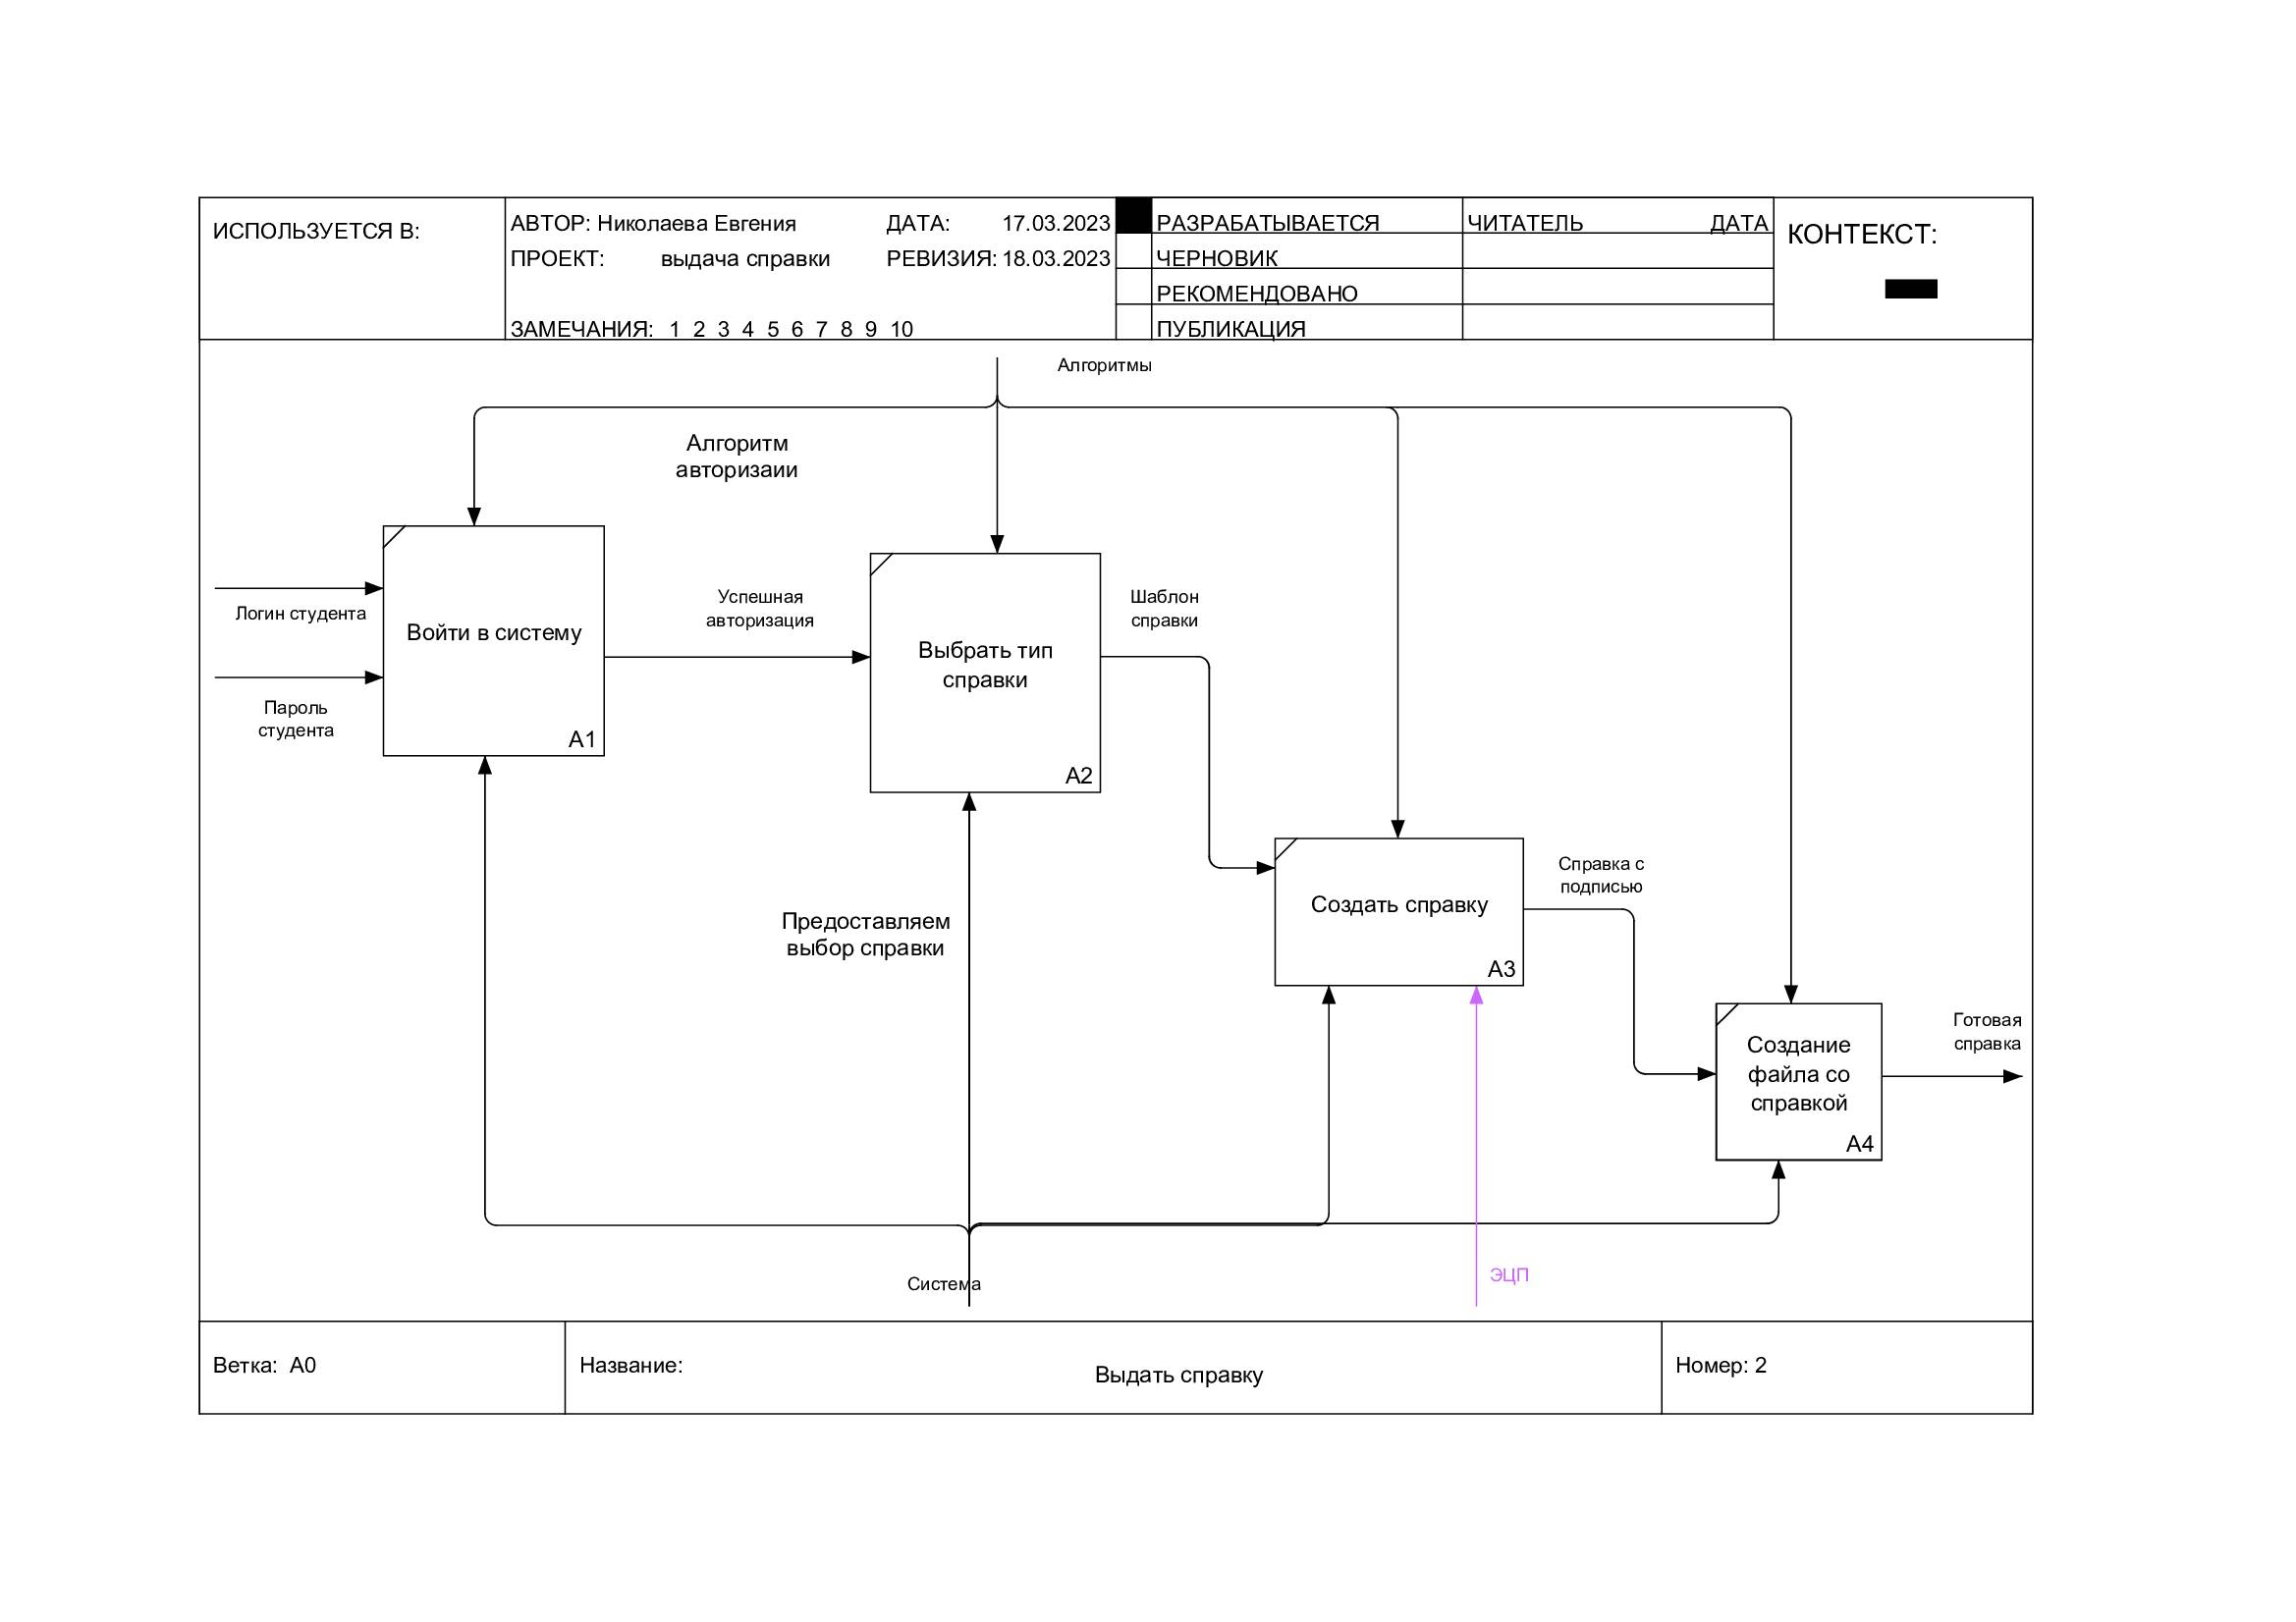 ИСПОЛЬЗУЕТСЯ В:
АВТОР: Николаева Евгения ДАТА: 17.03.2023
ПРОЕКТ: выдача справки РЕВИЗИЯ: 18.03.2023
ЗАМЕЧАНИЯ: 1 2 3 4 5 6 7 8 9 10
РАЗРАБАТЫВАЕТСЯ
ЧЕРНОВИК
РЕКОМЕНДОВАНО
ПУБЛИКАЦИЯ
ЧИТАТЕЛЬ ДАТА
КОНТЕКСТ:
Алгоритмы
Алгоритм
авторизаии
Логин студента
Пароль
студента
Войти в систему
A1
Успешная
авторизация
Выбрать тип
справки
A2
Шаблон
справки
Предоставляем
выбор справки
Создать справку
A3
Справка с
подписью
Создание
файла со
справкой
A4
Готовая
справка
Система
ЭЦП
Ветка: A0
Название:
Выдать справку
Номер: 2